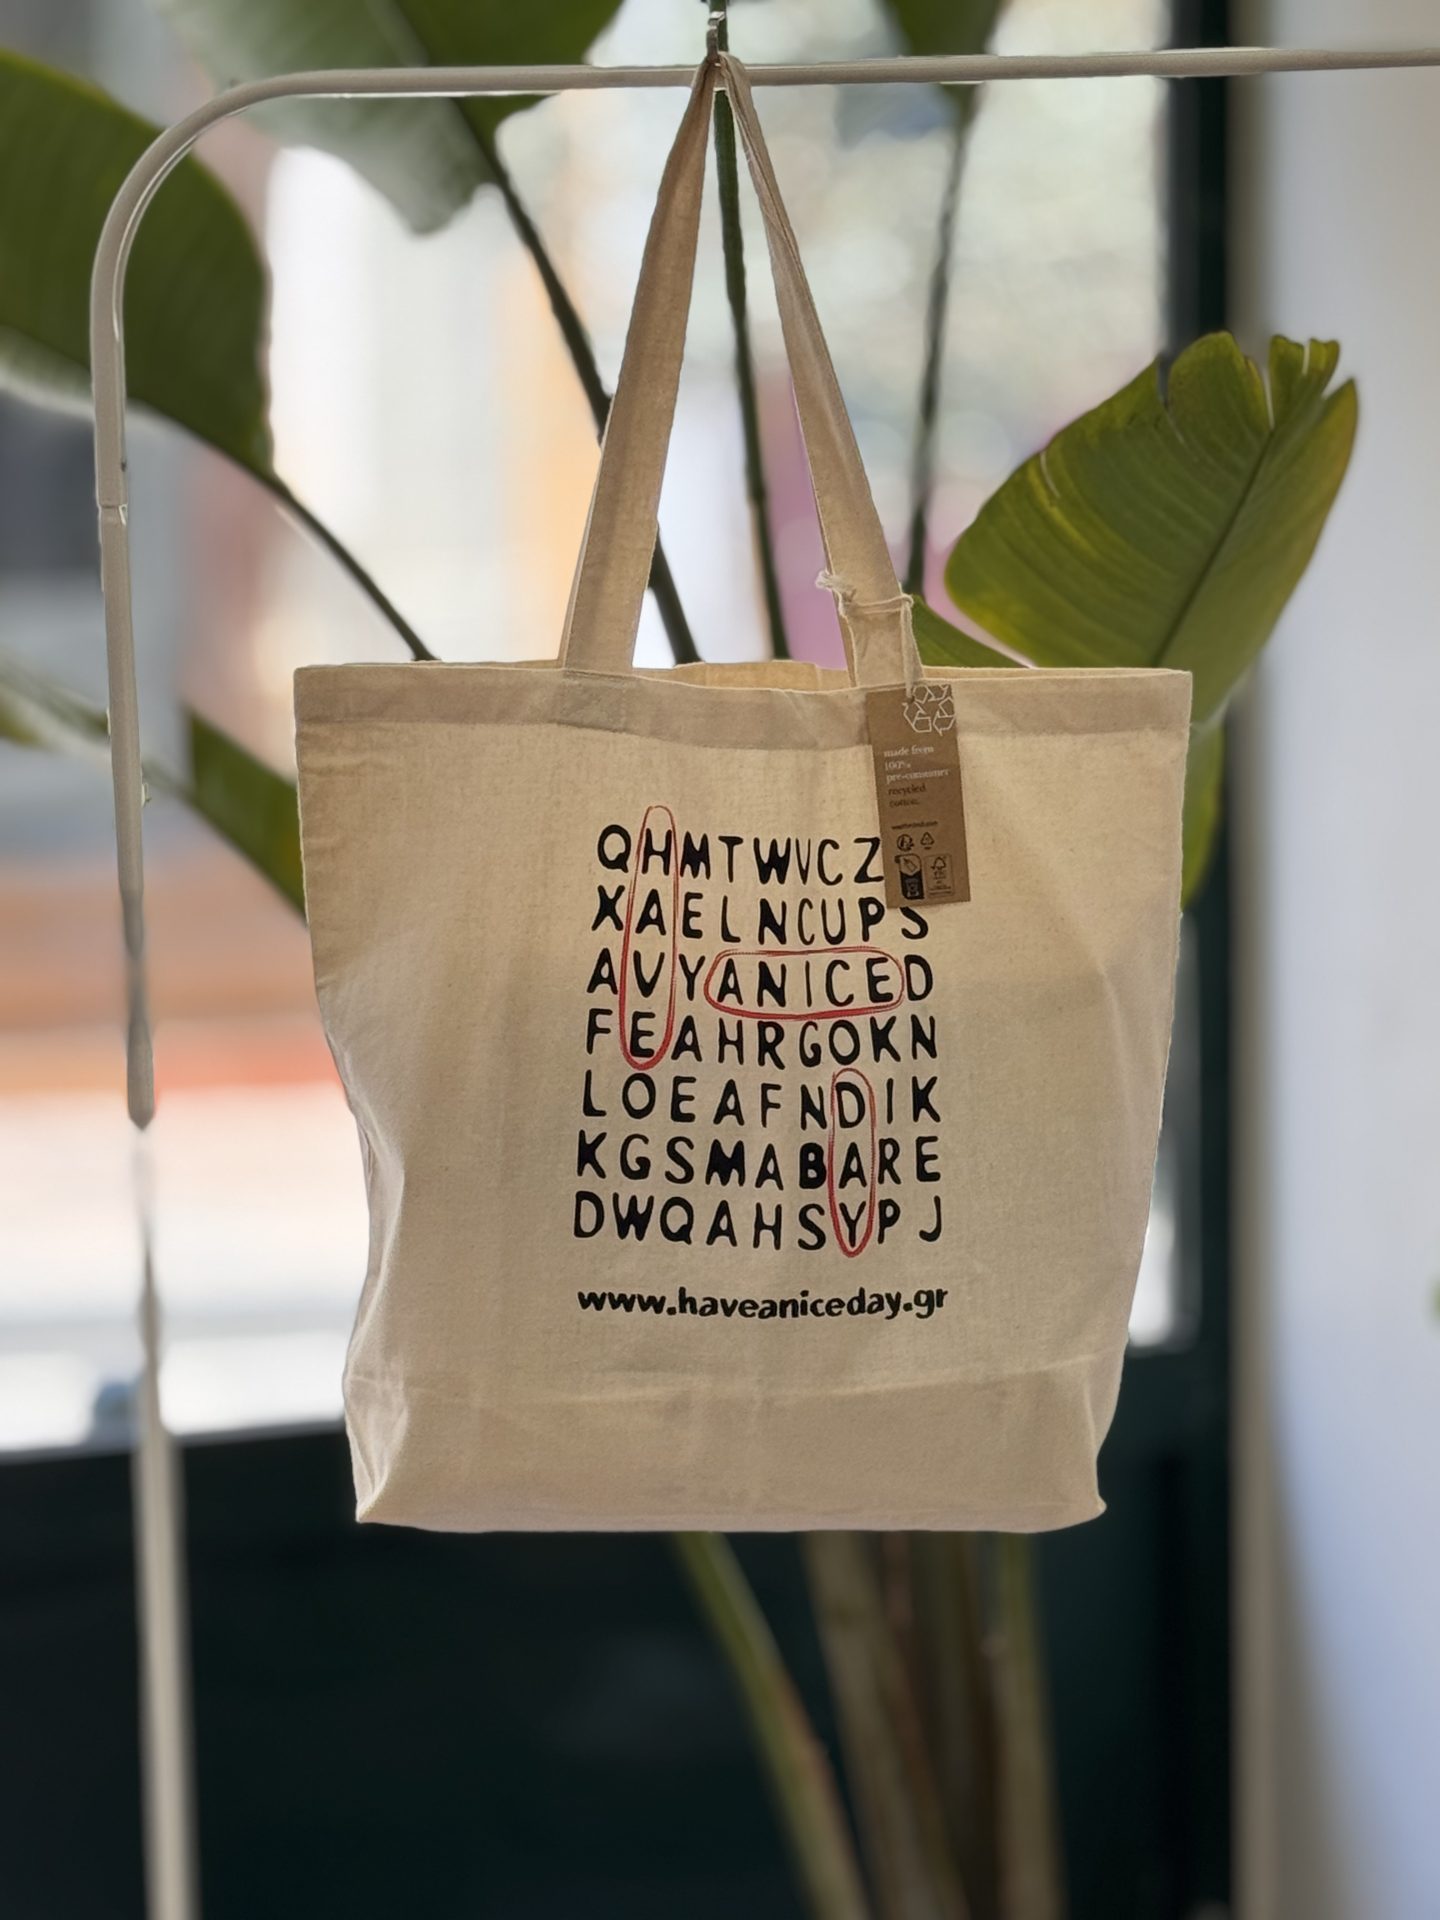 made from
100%
pre-consumer
recycled
cotton.
QHMTWVCZ
XAELNCUPS
AVYANICED
FEAHRGOKN
LOEAFNDIK
KGSMABARE
DWQAHSYPJ
www.haveaniceday.gr